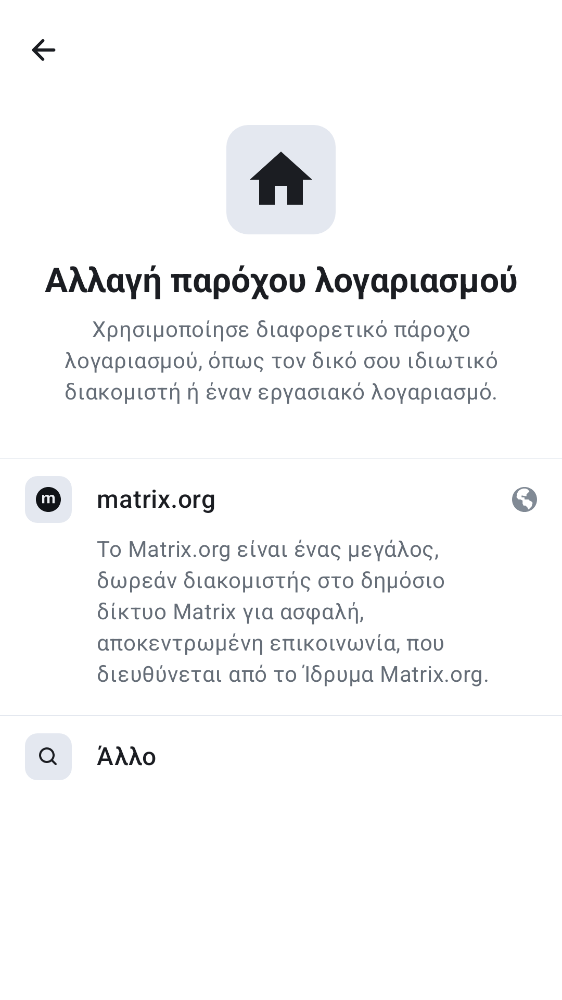 Αλλαγή παρόχου λογαριασμού
Χρησιμοποίησε διαφορετικό πάροχο
λογαριασμού, όπως τον δικό σου ιδιωτικό
διακομιστή ή έναν εργασιακό λογαριασμό.
m
matrix.org
Το Matrix.org είναι ένας μεγάλος,
δωρεάν διακομιστής στο δημόσιο
δίκτυο Matrix για ασφαλή,
αποκεντρωμένη επικοινωνία, που
διευθύνεται από το Ίδρυμα Matrix.org.
Άλλο